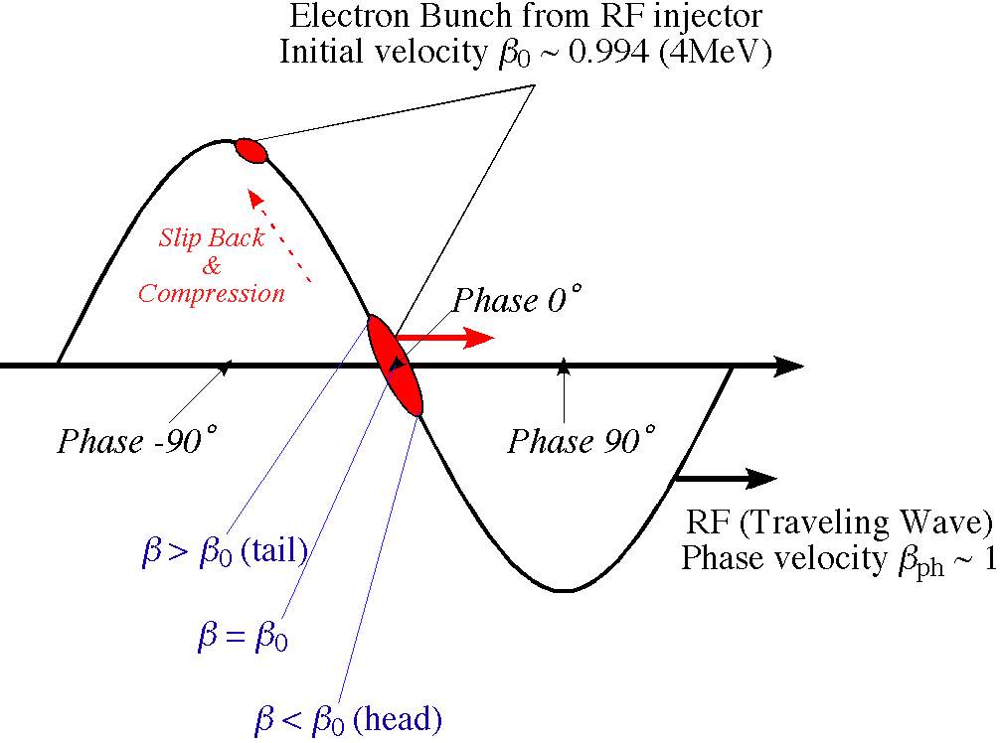 Electron Bunch from RF injector
Initial velocity β₀ ~ 0.994 (4MeV)
Slip Back
&
Compression
Phase 0°
Phase -90°
Phase 90°
RF (Traveling Wave)
Phase velocity βₚₕ ~ 1
β > β₀ (tail)
β = β₀
β < β₀ (head)